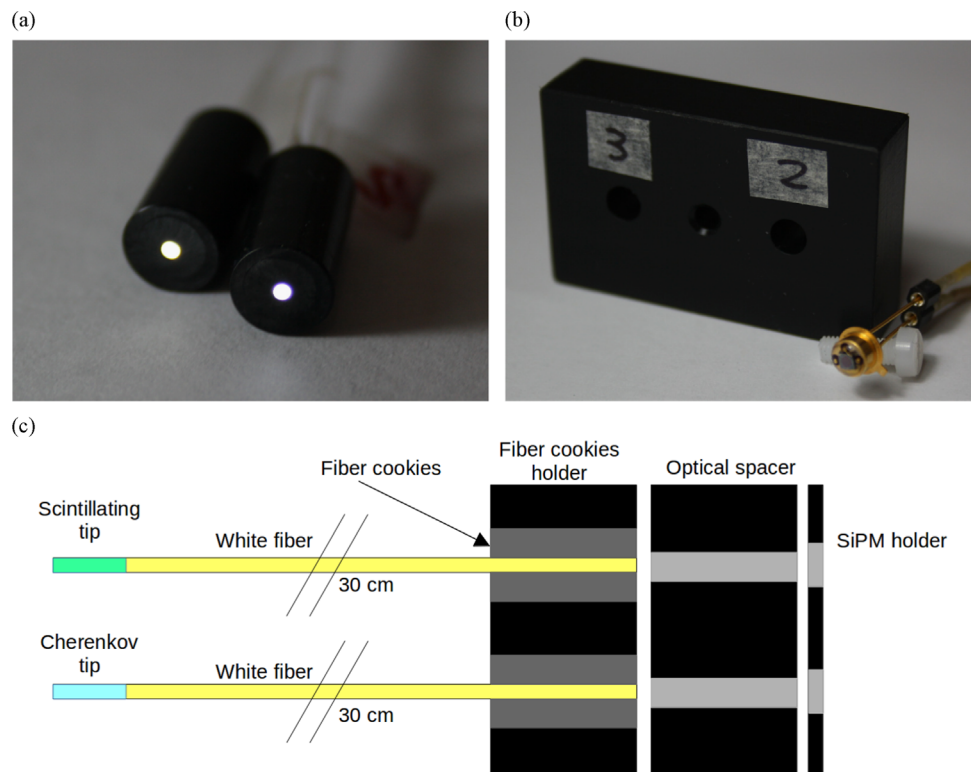 (a)
(b)
3
2
(c)
Fiber cookies
Fiber cookies
holder
Optical spacer
Scintillating
tip
White fiber
SiPM holder
30 cm
Cherenkov
tip
White fiber
30 cm